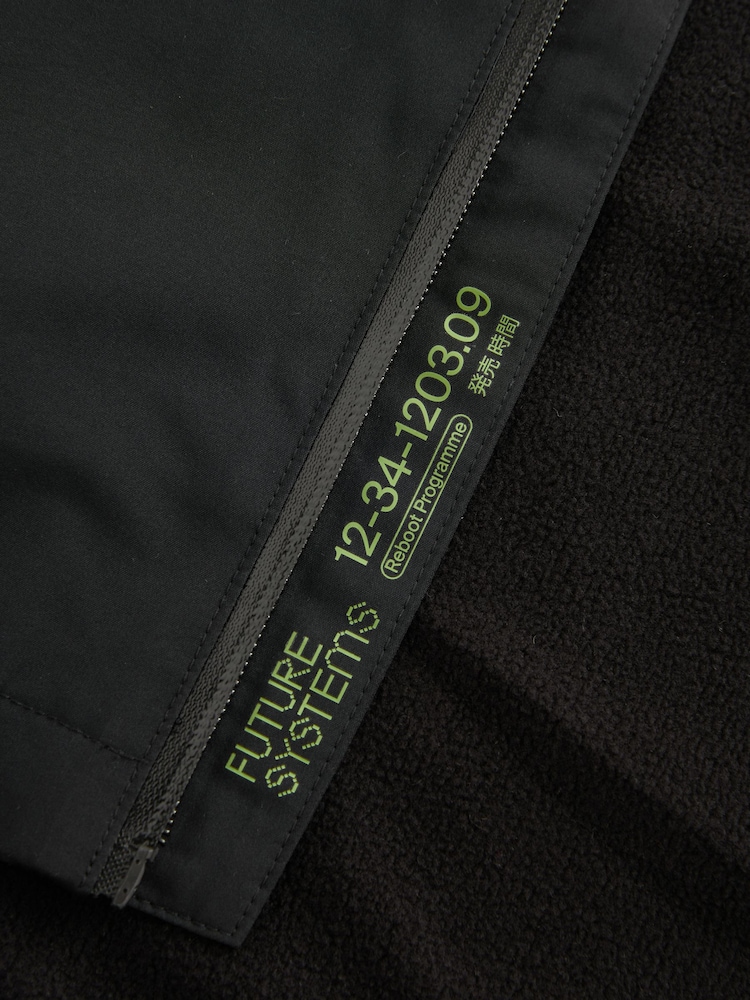 FUTURE
SYSTEMS
12-34-1203.09
Reboot Programme
発売 時間